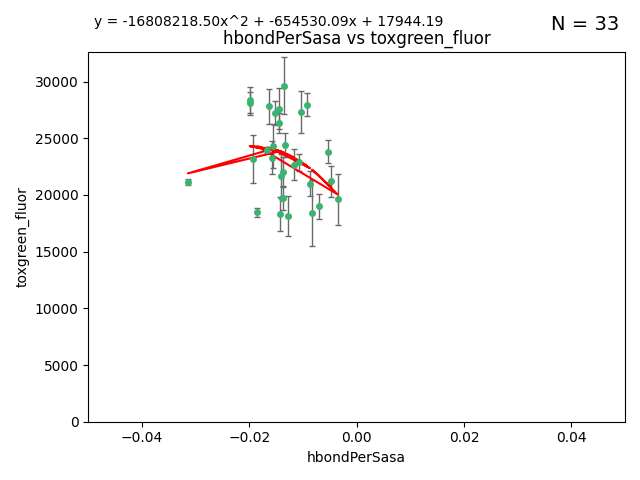 y = -16808218.50x^2 + -654530.09x + 17944.19
N = 33
hbondPerSasa vs toxgreen_fluor
toxgreen_fluor
30000
25000
20000
15000
10000
5000
0
−0.04
−0.02
0.00
0.02
0.04
hbondPerSasa